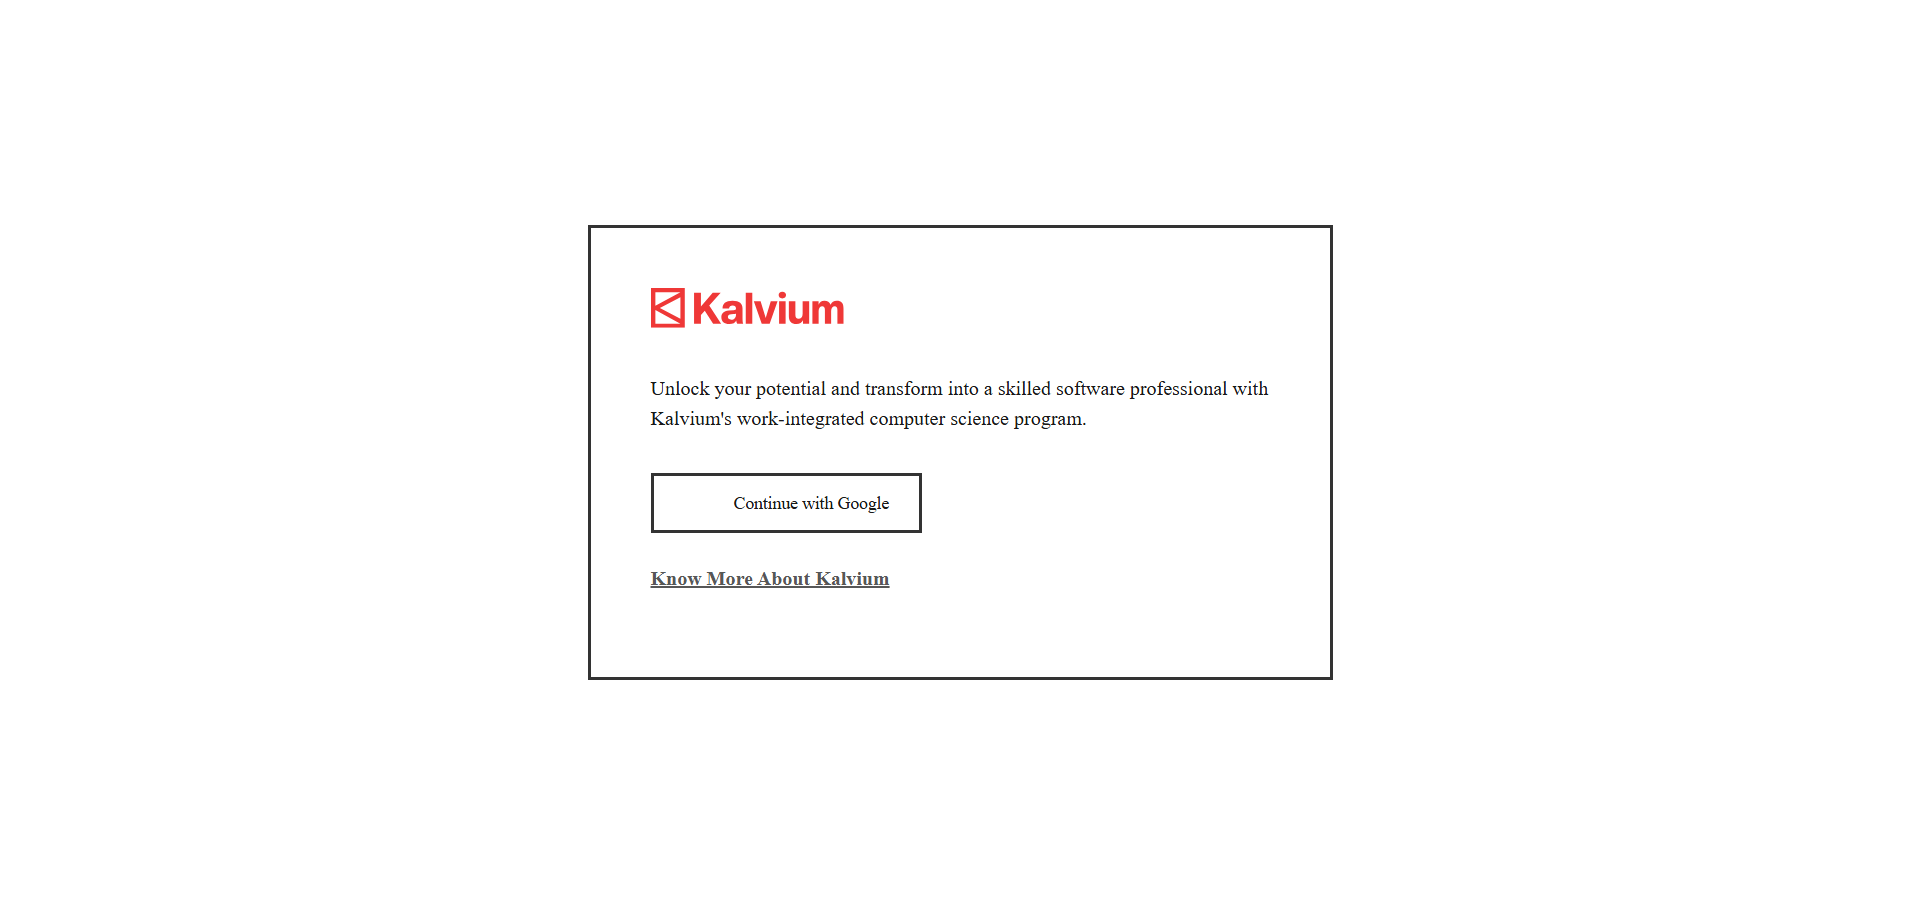 Kalvium
Unlock your potential and transform into a skilled software professional with
Kalvium's work-integrated computer science program.
Continue with Google
Know More About Kalvium